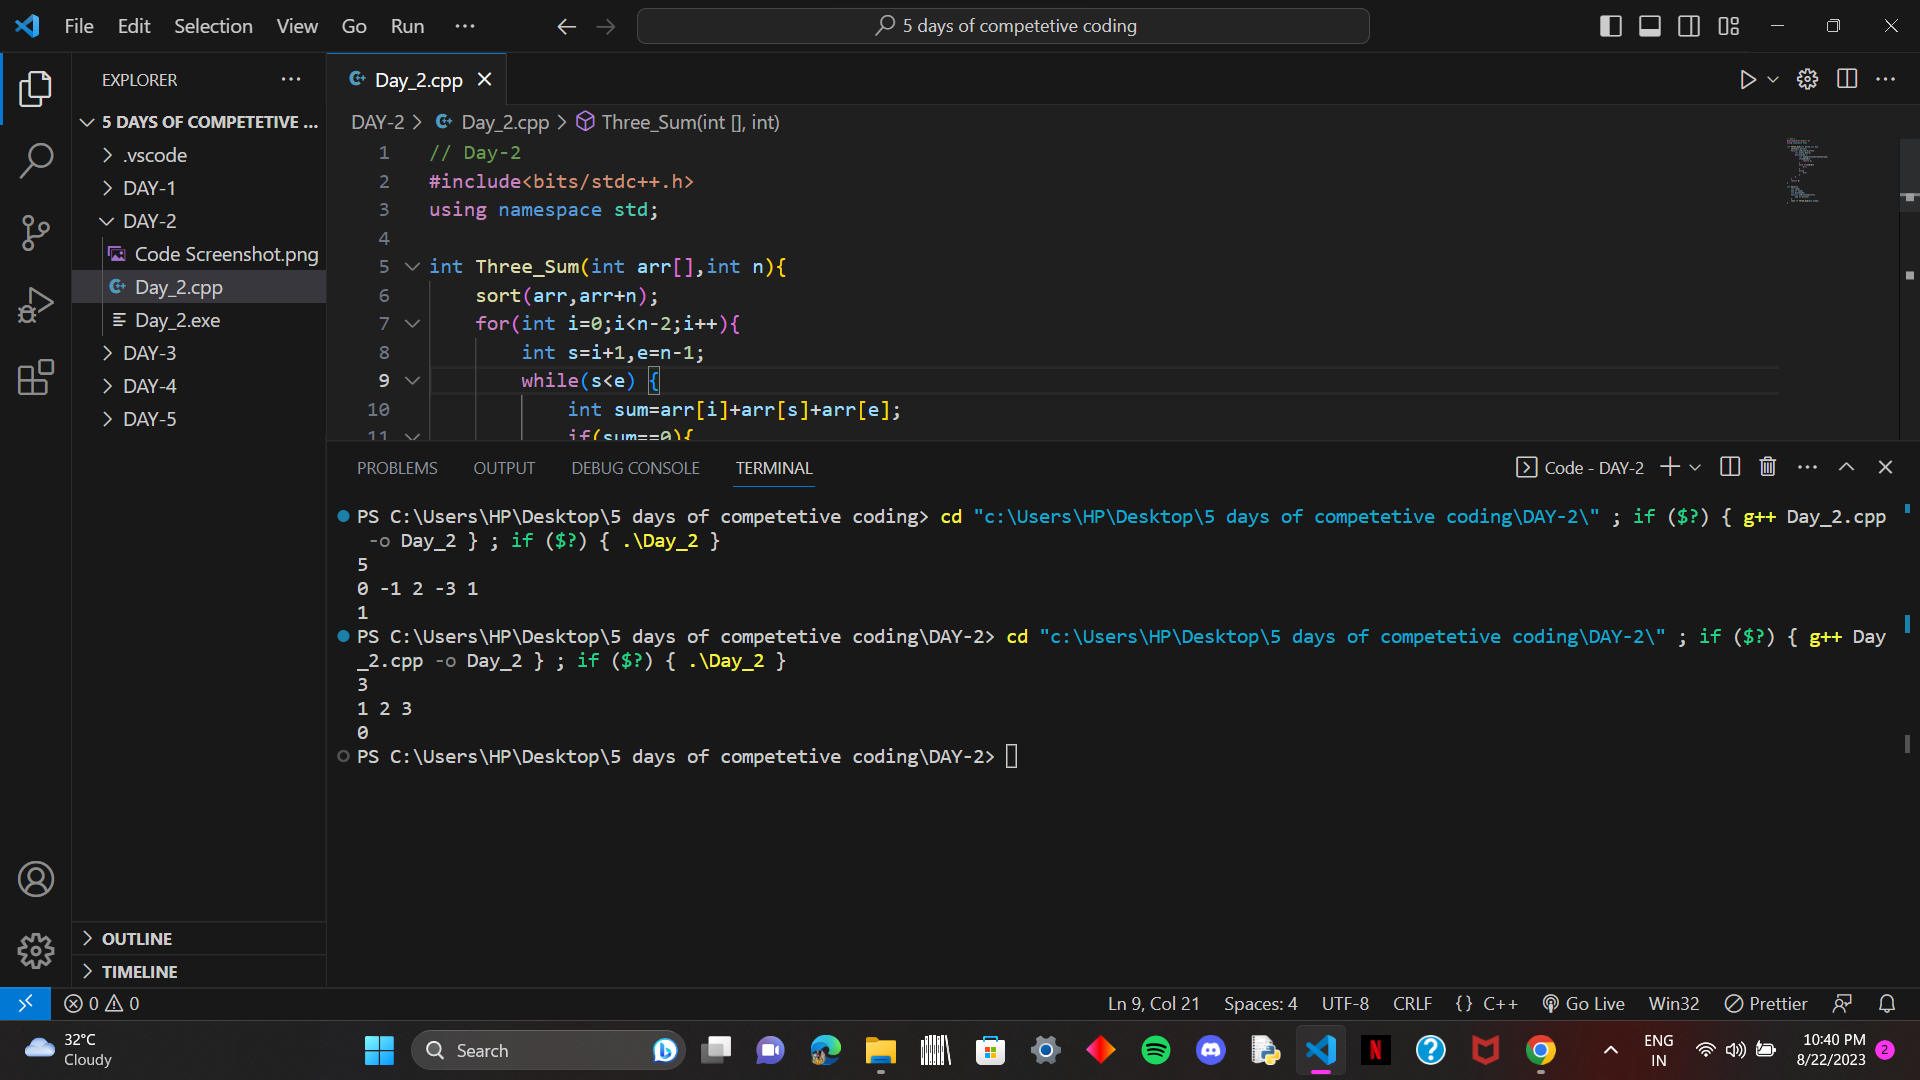 File Edit Selection View Go Run ···
5 days of competetive coding
EXPLORER
5 DAYS OF COMPETETIVE ...
.vscode
DAY-1
DAY-2
Code Screenshot.png
Day_2.cpp
Day_2.exe
DAY-3
DAY-4
DAY-5
OUTLINE
TIMELINE
Day_2.cpp
DAY-2 > Day_2.cpp > Three_Sum(int [], int)
1 // Day-2
2 #include<bits/stdc++.h>
3 using namespace std;
4
5 int Three_Sum(int arr[],int n){
6 sort(arr,arr+n);
7 for(int i=0;i<n-2;i++){
8 int s=i+1,e=n-1;
9 while(s<e) {
10 int sum=arr[i]+arr[s]+arr[e];
11 if(sum==0){
PROBLEMS OUTPUT DEBUG CONSOLE TERMINAL
Code - DAY-2
PS C:\Users\HP\Desktop\5 days of competetive coding> cd "c:\Users\HP\Desktop\5 days of competetive coding\DAY-2\" ; if ($?) { g++ Day_2.cpp
-o Day_2 } ; if ($?) { .\Day_2 }
5
0 -1 2 -3 1
1
PS C:\Users\HP\Desktop\5 days of competetive coding\DAY-2> cd "c:\Users\HP\Desktop\5 days of competetive coding\DAY-2\" ; if ($?) { g++ Day
_2.cpp -o Day_2 } ; if ($?) { .\Day_2 }
3
1 2 3
0
PS C:\Users\HP\Desktop\5 days of competetive coding\DAY-2>
0 0
Ln 9, Col 21 Spaces: 4 UTF-8 CRLF {} C++ Go Live Win32 Prettier
32°C
Cloudy
Search
N
ENG
IN
10:40 PM
8/22/2023
2